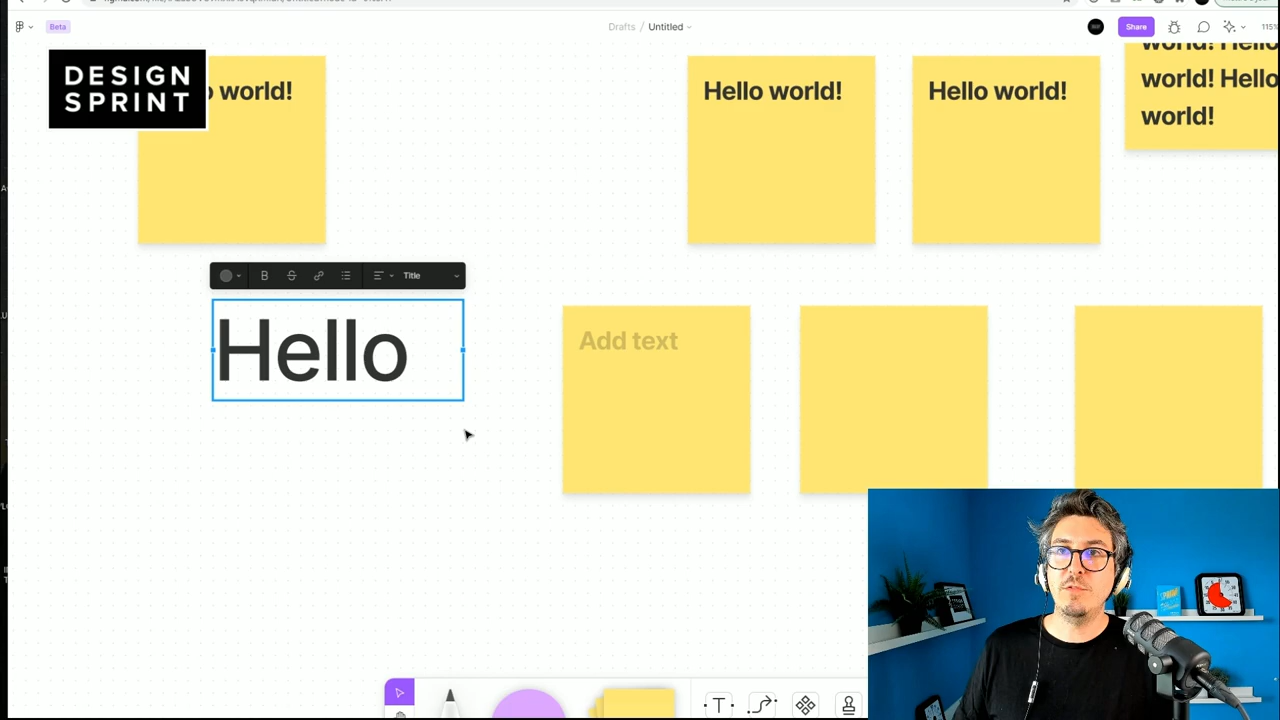 Beta
Drafts / Untitled
Share
115%
DESIGN
SPRINT
o world!
Hello world!
Hello world!
world! Hello
world! Hello
world!
B
S
Title
Hello
Add text
T